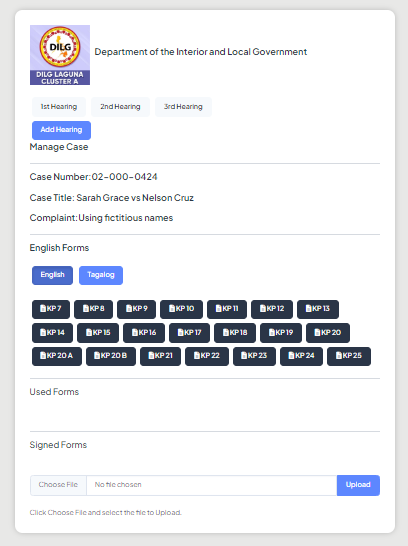 DILG
DILG LAGUNA
CLUSTER A
Department of the Interior and Local Government
1st Hearing 2nd Hearing 3rd Hearing
Add Hearing
Manage Case
Case Number:02-000-0424
Case Title: Sarah Grace vs Nelson Cruz
Complaint:Using fictitious names
English Forms
English Tagalog
KP 7 KP 8 KP 9 KP 10 KP 11 KP 12 KP 13
KP 14 KP 15 KP 16 KP 17 KP 18 KP 19 KP 20
KP 20 A KP 20 B KP 21 KP 22 KP 23 KP 24 KP 25
Used Forms
Signed Forms
Choose File No file chosen Upload
Click Choose File and select the file to Upload.